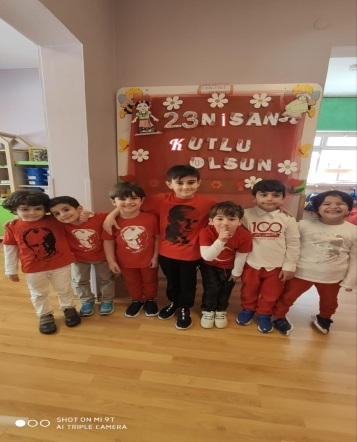 23 NİSAN
KUTLU
OLSUN
100
SHOT ON MI 9T
AI TRIPLE CAMERA